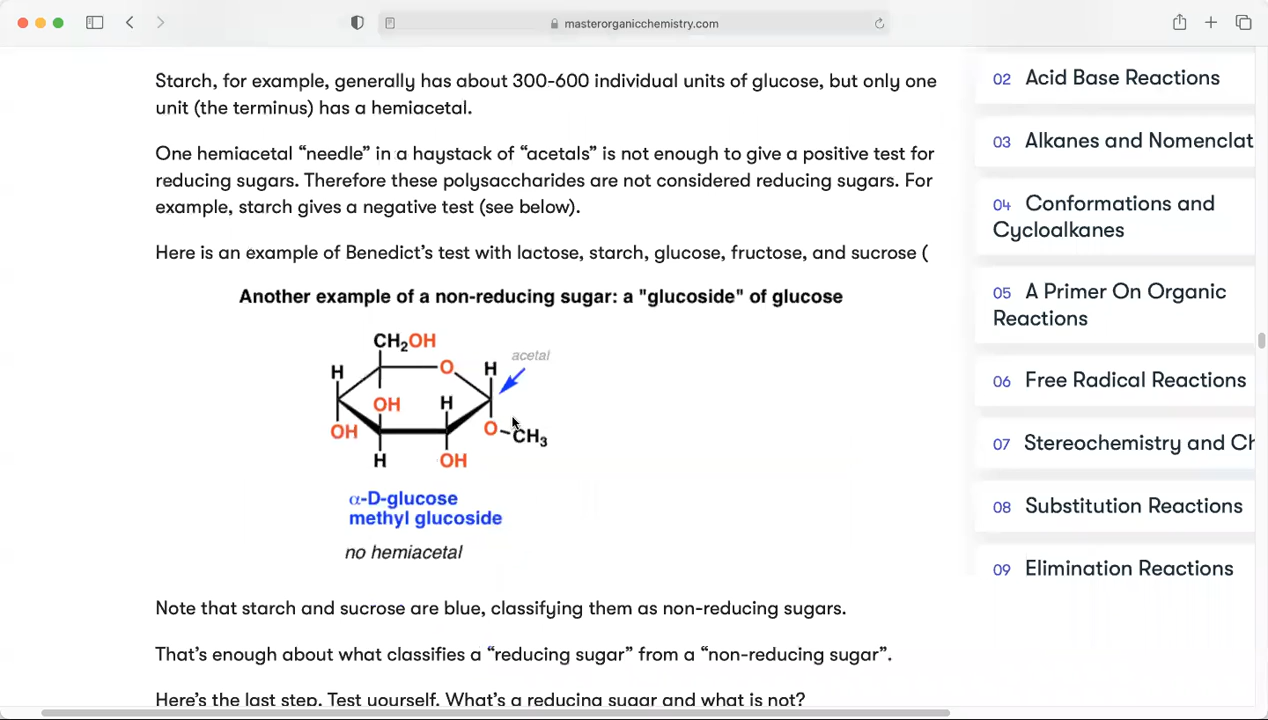 masterorganicchemistry.com
Starch, for example, generally has about 300-600 individual units of glucose, but only one
unit (the terminus) has a hemiacetal.
One hemiacetal “needle” in a haystack of “acetals” is not enough to give a positive test for
reducing sugars. Therefore these polysaccharides are not considered reducing sugars. For
example, starch gives a negative test (see below).
Here is an example of Benedict’s test with lactose, starch, glucose, fructose, and sucrose (
Another example of a non-reducing sugar: a "glucoside" of glucose
CH2OH
acetal
H O H
OH H
OH O CH3
H OH
α-D-glucose
methyl glucoside
no hemiacetal
Note that starch and sucrose are blue, classifying them as non-reducing sugars.
That’s enough about what classifies a “reducing sugar” from a “non-reducing sugar”.
Here’s the last step. Test yourself. What’s a reducing sugar and what is not?
02 Acid Base Reactions
03 Alkanes and Nomenclat
04 Conformations and
Cycloalkanes
05 A Primer On Organic
Reactions
06 Free Radical Reactions
07 Stereochemistry and Ch
08 Substitution Reactions
09 Elimination Reactions